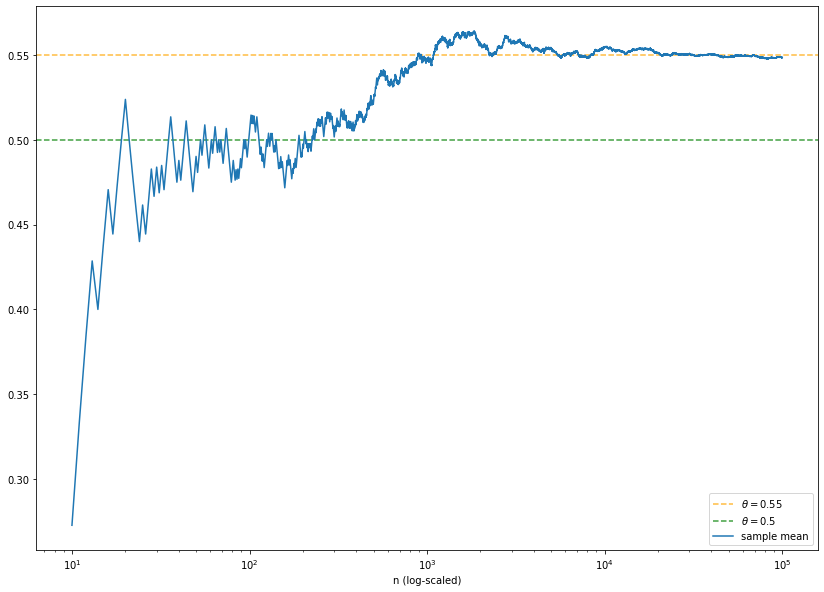 0.55
0.50
0.45
0.40
0.35
0.30
10¹
10²
10³
10⁴
10⁵
n (log-scaled)
θ = 0.55
θ = 0.5
sample mean